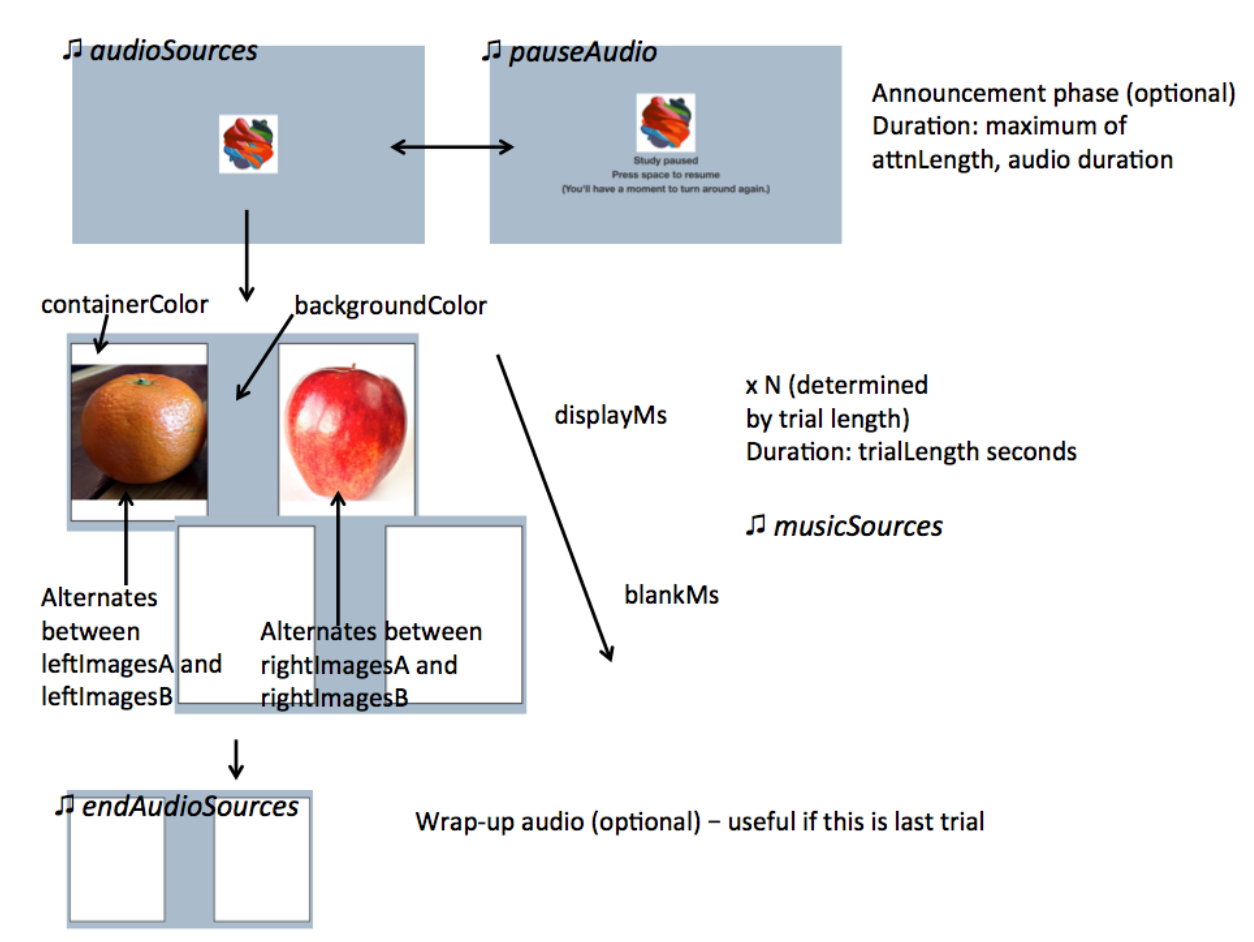 ♫ audioSources
♫ pauseAudio
Study paused
Press space to resume
(You'll have a moment to turn around again.)
Announcement phase (optional)
Duration: maximum of
attnLength, audio duration
containerColor
backgroundColor
displayMs
x N (determined
by trial length)
Duration: trialLength seconds
♫ musicSources
blankMs
Alternates
between
leftImagesA and
leftImagesB
Alternates between
rightImagesA and
rightImagesB
♫ endAudioSources
Wrap-up audio (optional) – useful if this is last trial